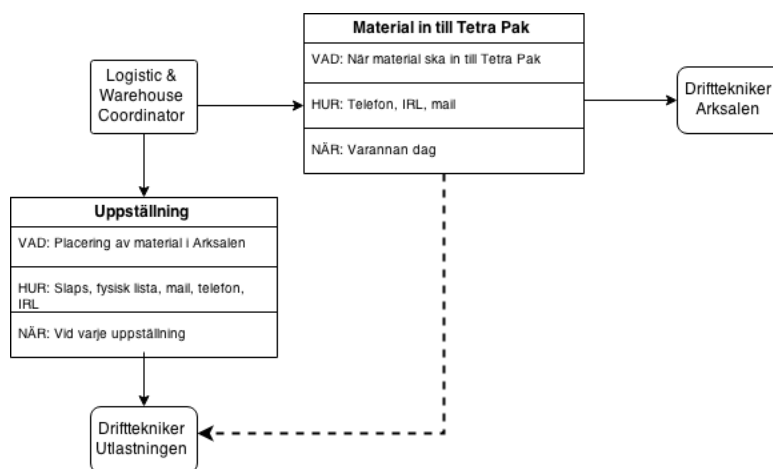 Material in till Tetra Pak
VAD: När material ska in till Tetra Pak
HUR: Telefon, IRL, mail
NÄR: Varannan dag
Logistic &
Warehouse
Coordinator
Drifttekniker
Arksalen
Uppställning
VAD: Placering av material i Arksalen
HUR: Slaps, fysisk lista, mail, telefon,
IRL
NÄR: Vid varje uppställning
Drifttekniker
Utlastningen